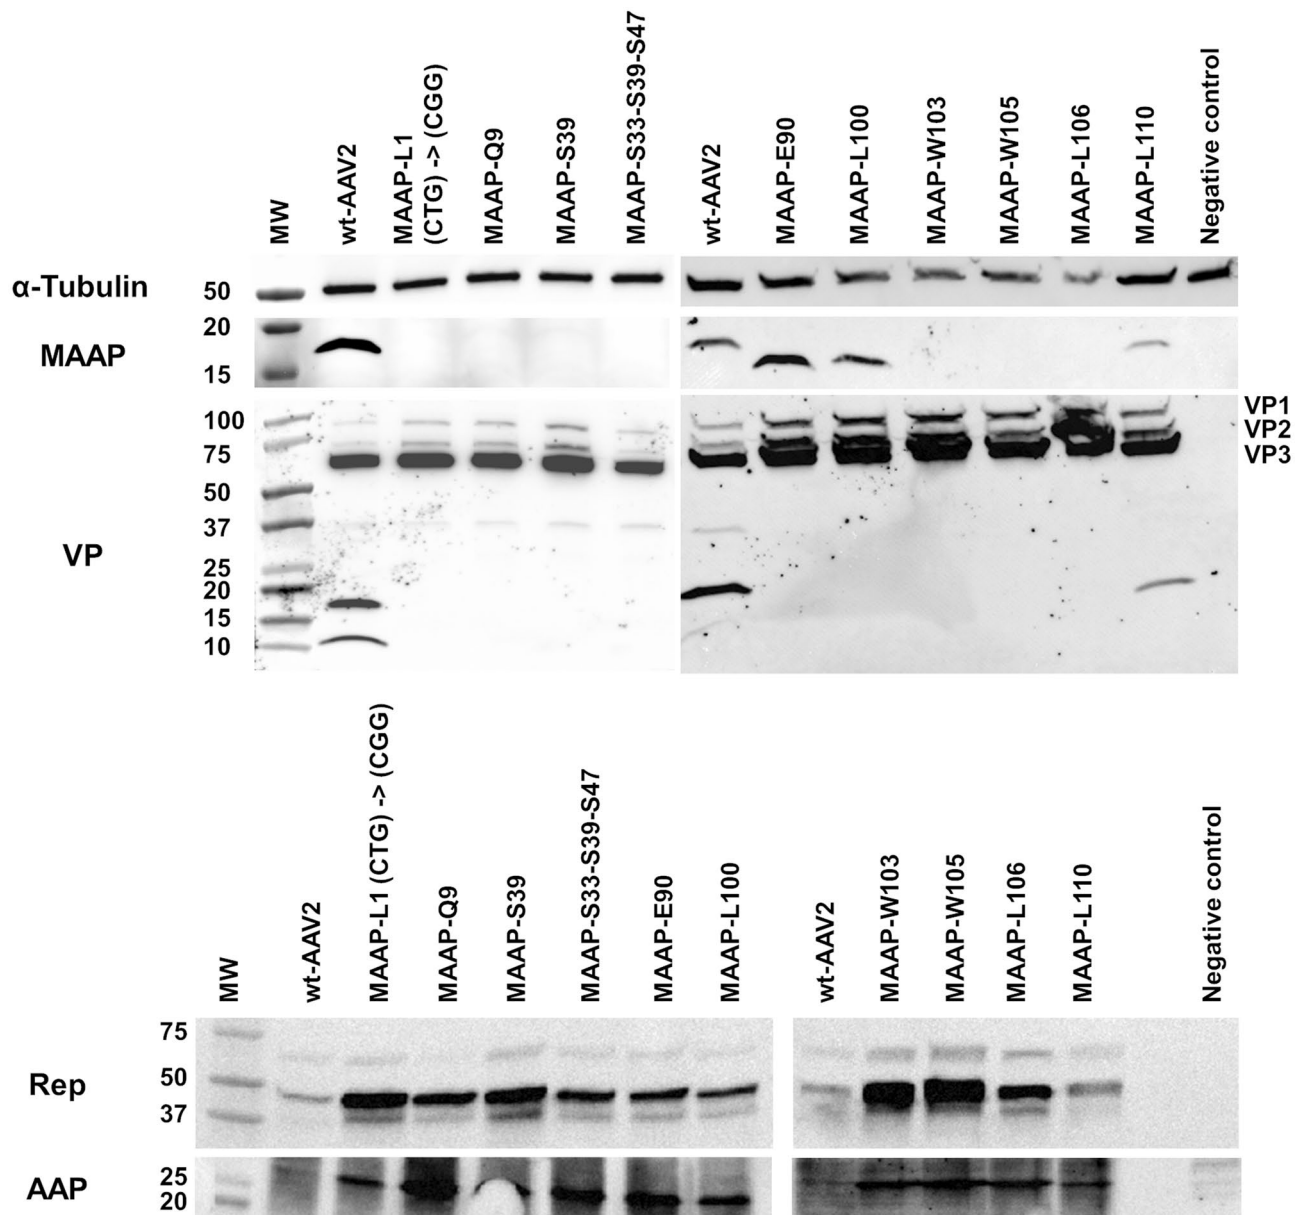 MW
wt-AAV2
MAAP-L1
(CTG) -> (CGG)
MAAP-Q9
MAAP-S39
MAAP-S33-S39-S47
wt-AAV2
MAAP-E90
MAAP-L100
MAAP-W103
MAAP-W105
MAAP-L106
MAAP-L110
Negative control
α-Tubulin
50
MAAP
20
15
VP
100
75
50
37
25
20
15
10
VP1
VP2
VP3
MW
wt-AAV2
MAAP-L1 (CTG) -> (CGG)
MAAP-Q9
MAAP-S39
MAAP-S33-S39-S47
MAAP-E90
MAAP-L100
wt-AAV2
MAAP-W103
MAAP-W105
MAAP-L106
MAAP-L110
Negative control
Rep
75
50
37
AAP
25
20